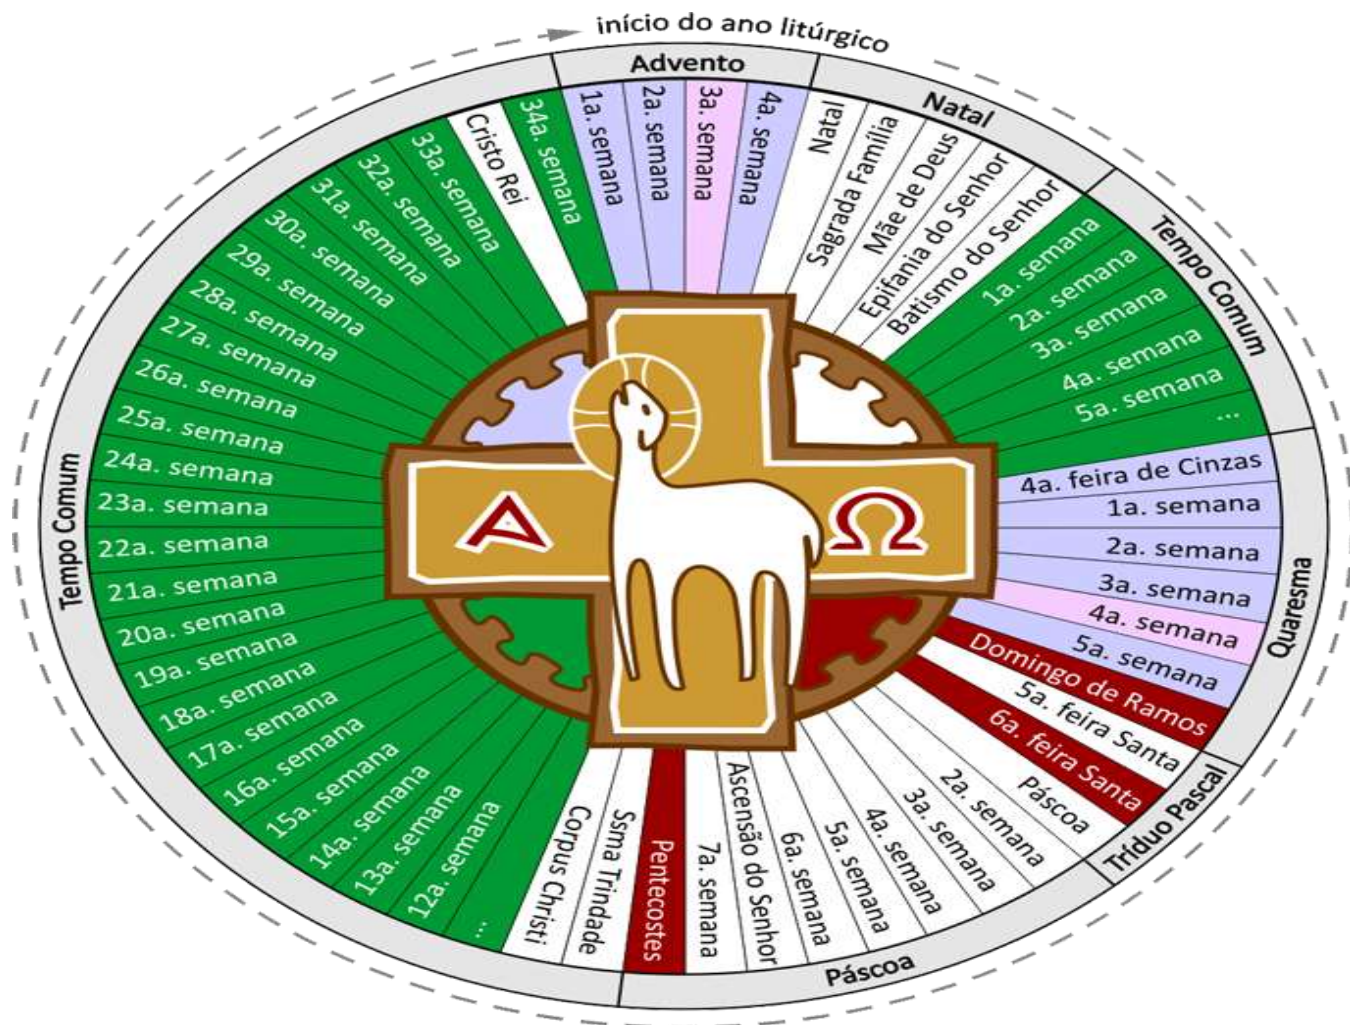 início do ano litúrgico
Advento
1a. semana
2a. semana
3a. semana
4a. semana
Natal
Natal
Sagrada Família
Mãe de Deus
Epifania do Senhor
Batismo do Senhor
Tempo Comum
1a. semana
2a. semana
3a. semana
4a. semana
5a. semana
...
Quaresma
4a. feira de Cinzas
1a. semana
2a. semana
3a. semana
4a. semana
5a. semana
Domingo de Ramos
Tríduo Pascal
5a. feira Santa
6a. feira Santa
Páscoa
Páscoa
2a. semana
3a. semana
4a. semana
5a. semana
6a. semana
Ascensão do Senhor
7a. semana
Pentecostes
Tempo Comum
Ssma Trindade
Corpus Christi
...
12a. semana
13a. semana
14a. semana
15a. semana
16a. semana
17a. semana
18a. semana
19a. semana
20a. semana
21a. semana
22a. semana
23a. semana
24a. semana
25a. semana
26a. semana
27a. semana
28a. semana
29a. semana
30a. semana
31a. semana
32a. semana
33a. semana
Cristo Rei
34a. semana
Α
Ω